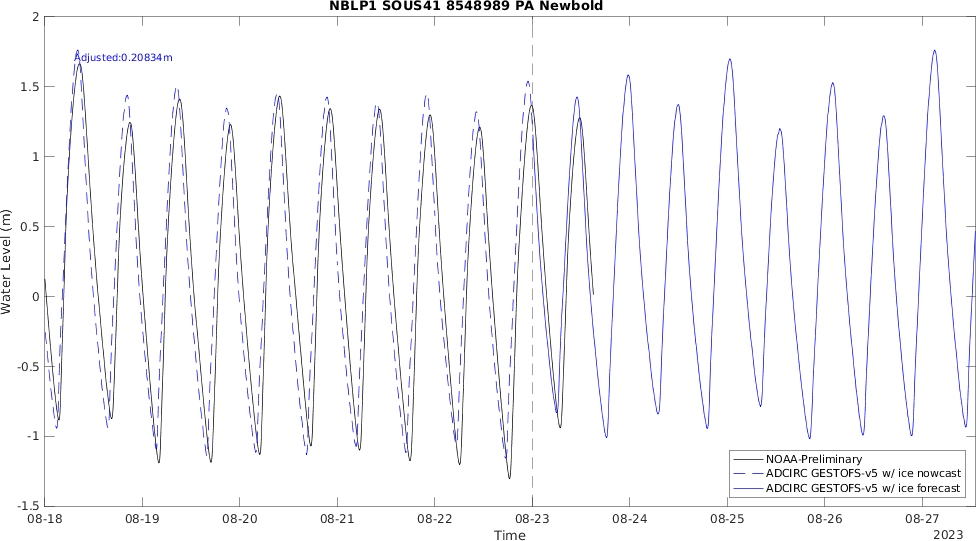 NBLP1 SOUS41 8548989 PA Newbold
Adjusted:0.20834m
Water Level (m)
2
1.5
1
0.5
0
-0.5
-1
-1.5
NOAA-Preliminary
ADCIRC GESTOFS-v5 w/ ice nowcast
ADCIRC GESTOFS-v5 w/ ice forecast
08-18 08-19 08-20 08-21 08-22 08-23 08-24 08-25 08-26 08-27
Time
2023